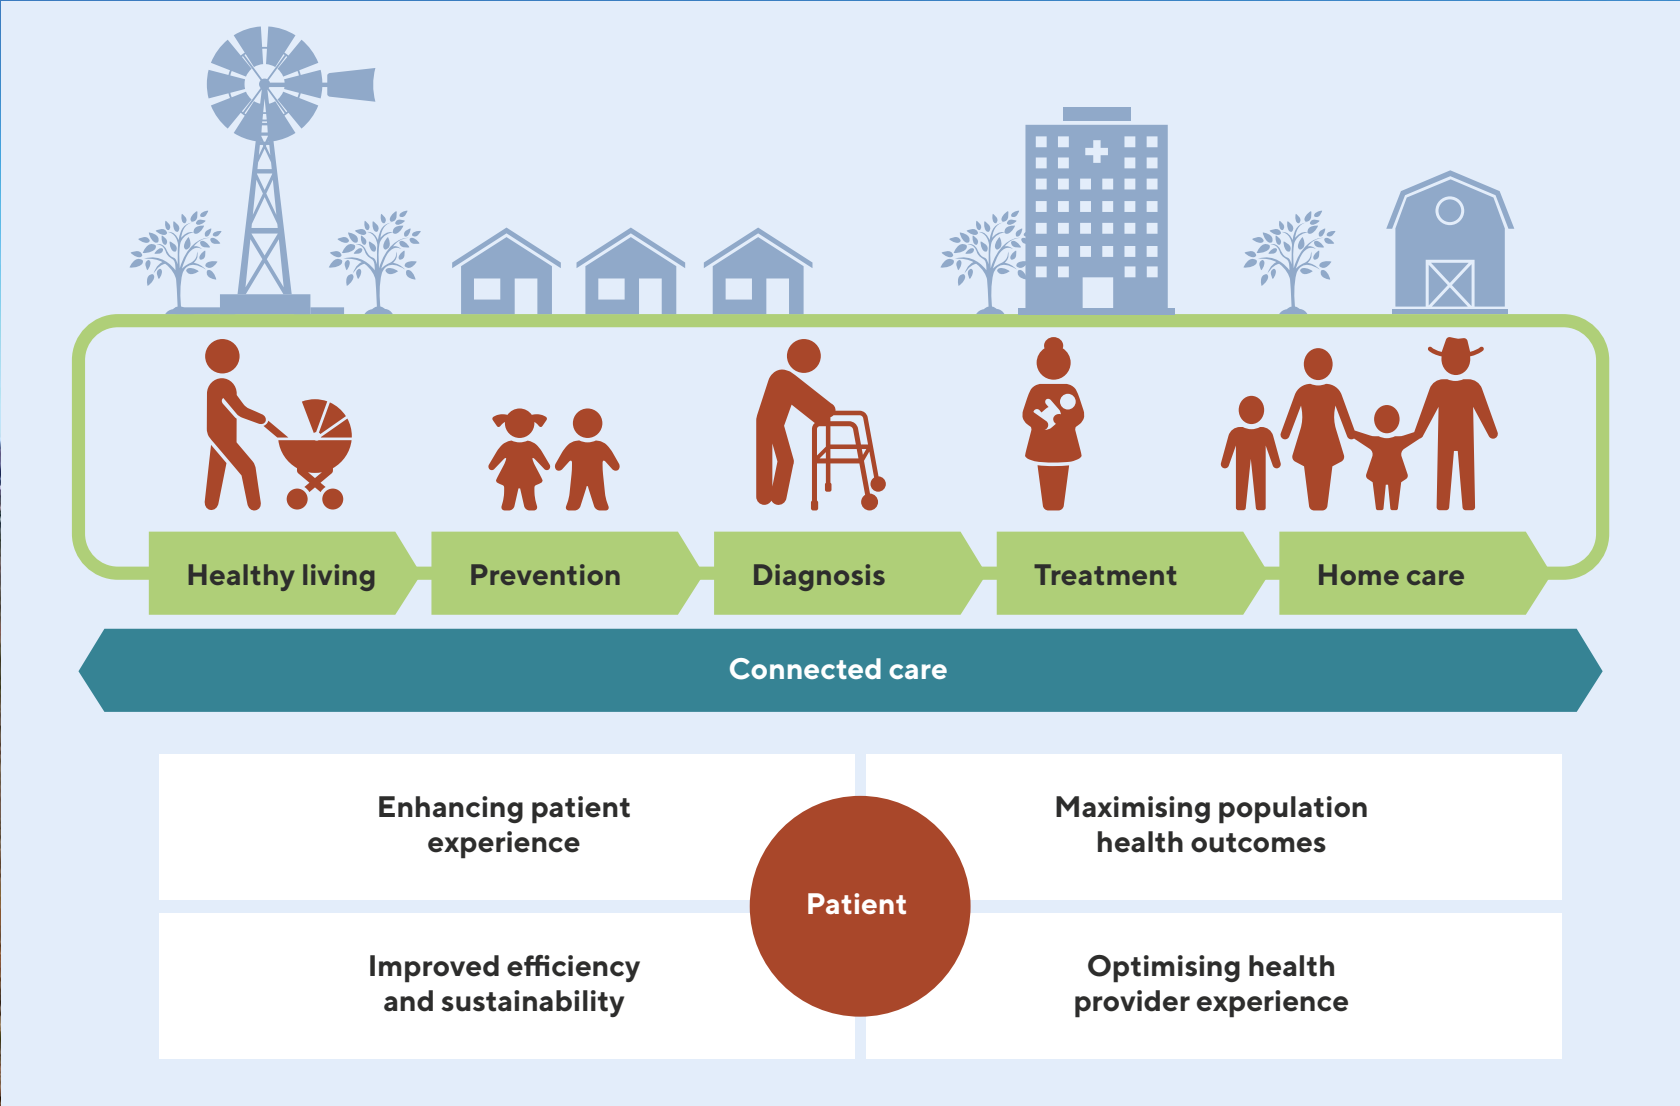 Healthy living
Prevention
Diagnosis
Treatment
Home care
Connected care
Enhancing patient
experience
Maximising population
health outcomes
Patient
Improved efficiency
and sustainability
Optimising health
provider experience